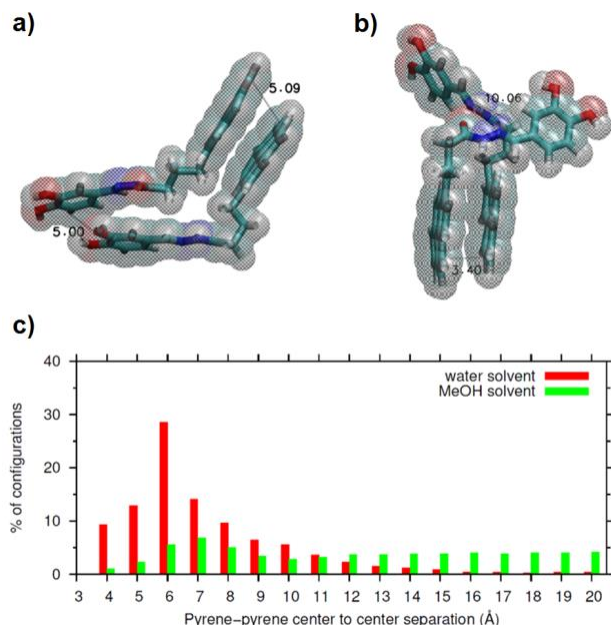 a)
b)
5.09
10.06
5.00
3.40
c)
40
30
20
10
0
% of configurations
water solvent
MeOH solvent
3 4 5 6 7 8 9 10 11 12 13 14 15 16 17 18 19 20
Pyrene−pyrene center to center separation (Å)